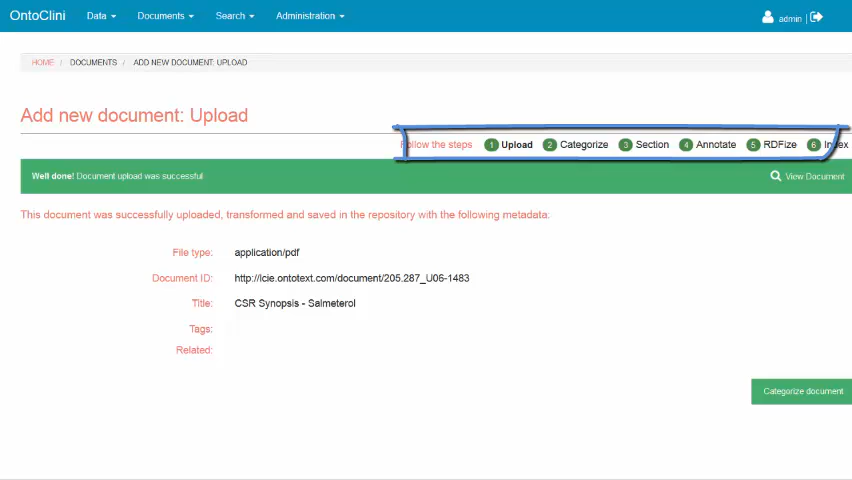 OntoClini Data Documents Search Administration admin
HOME / DOCUMENTS / ADD NEW DOCUMENT: UPLOAD
Add new document: Upload
Follow the steps 1 Upload 2 Categorize 3 Section 4 Annotate 5 RDFize 6 Index
Well done! Document upload was successful View Document
This document was successfully uploaded, transformed and saved in the repository with the following metadata:
File type: application/pdf
Document ID: http://lcie.ontotext.com/document/205,287_U06-1483
Title: CSR Synopsis - Salmeterol
Tags:
Related:
Categorize document